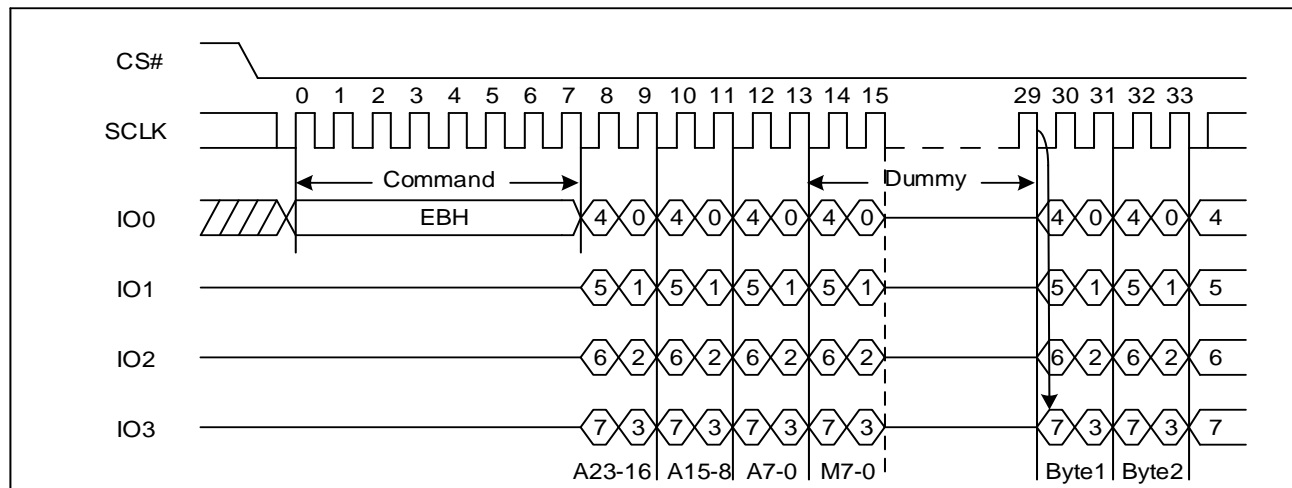 CS#
0 1 2 3 4 5 6 7 8 9 10 11 12 13 14 15 29 30 31 32 33
SCLK
Command Dummy
IO0 EBH 4 0 4 0 4 0 4 0 4 0 4 0 4
IO1 5 1 5 1 5 1 5 1 5 1 5 1 5
IO2 6 2 6 2 6 2 6 2 6 2 6 2 6
IO3 7 3 7 3 7 3 7 3 7 3 7 3 7
A23-16 A15-8 A7-0 M7-0 Byte1 Byte2